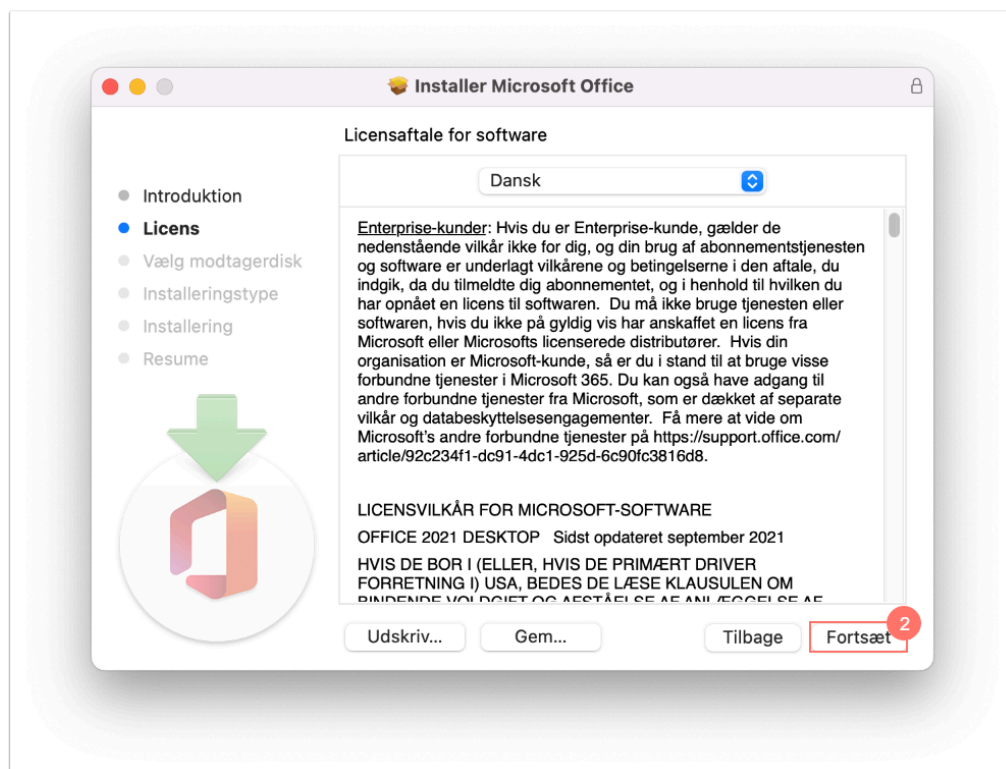 Installer Microsoft Office
Licensaftale for software
Dansk
Introduktion
Licens
Vælg modtagerdisk
Installeringstype
Installering
Resume
Enterprise-kunder: Hvis du er Enterprise-kunde, gælder de
nedenstående vilkår ikke for dig, og din brug af abonnementstjenesten
og software er underlagt vilkårene og betingelserne i den aftale, du
indgik, da du tilmeldte dig abonnementet, og i henhold til hvilken du
har opnået en licens til softwaren.  Du må ikke bruge tjenesten eller
softwaren, hvis du ikke på gyldig vis har anskaffet en licens fra
Microsoft eller Microsofts licenserede distributører.  Hvis din
organisation er Microsoft-kunde, så er du i stand til at bruge visse
forbundne tjenester i Microsoft 365. Du kan også have adgang til
andre forbundne tjenester fra Microsoft, som er dækket af separate
vilkår og databeskyttelsesengagementer.  Få mere at vide om
Microsoft's andre forbundne tjenester på https://support.office.com/
article/92c234f1-dc91-4dc1-925d-6c90fc3816d8.
LICENSVILKÅR FOR MICROSOFT-SOFTWARE
OFFICE 2021 DESKTOP   Sidst opdateret september 2021
HVIS DE BOR I (ELLER, HVIS DE PRIMÆRT DRIVER
FORRETNING I) USA, BEDES DE LÆSE KLAUSULEN OM
BINDENDE VOLDGIFT OG AFSTÅELSE AF ANLÆGGELSE AF
Udskriv...
Gem...
Tilbage
Fortsæt
2